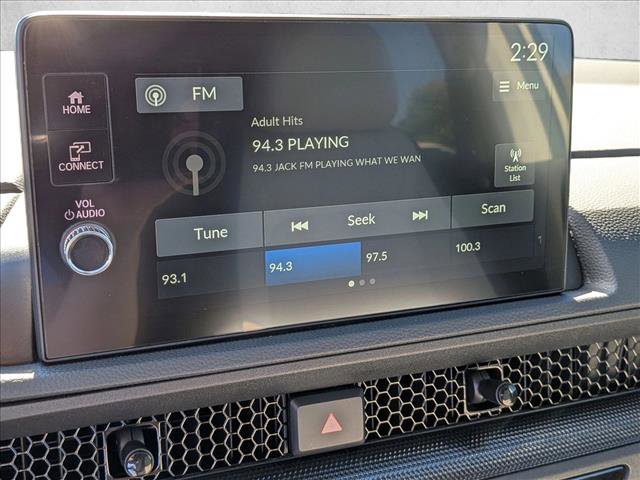 2:29
HOME
FM
Menu
Adult Hits
94.3 PLAYING
94.3 JACK FM PLAYING WHAT WE WAN
CONNECT
Station
List
VOL
AUDIO
Tune
Seek
Scan
93.1
94.3
97.5
100.3